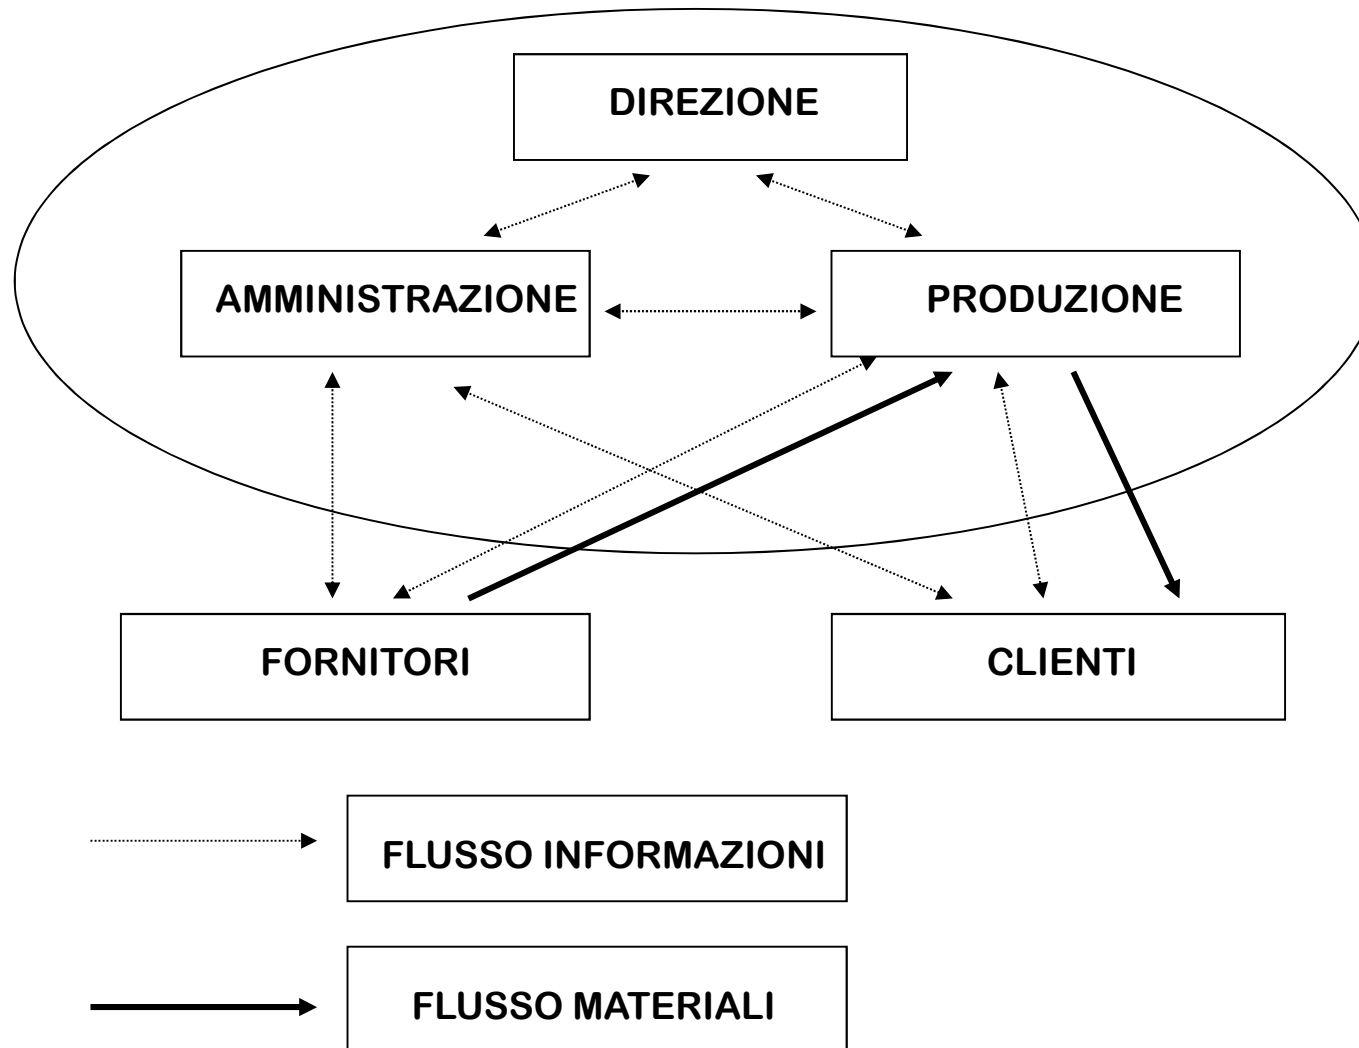 DIREZIONE
AMMINISTRAZIONE
PRODUZIONE
FORNITORI
CLIENTI
FLUSSO INFORMAZIONI
FLUSSO MATERIALI